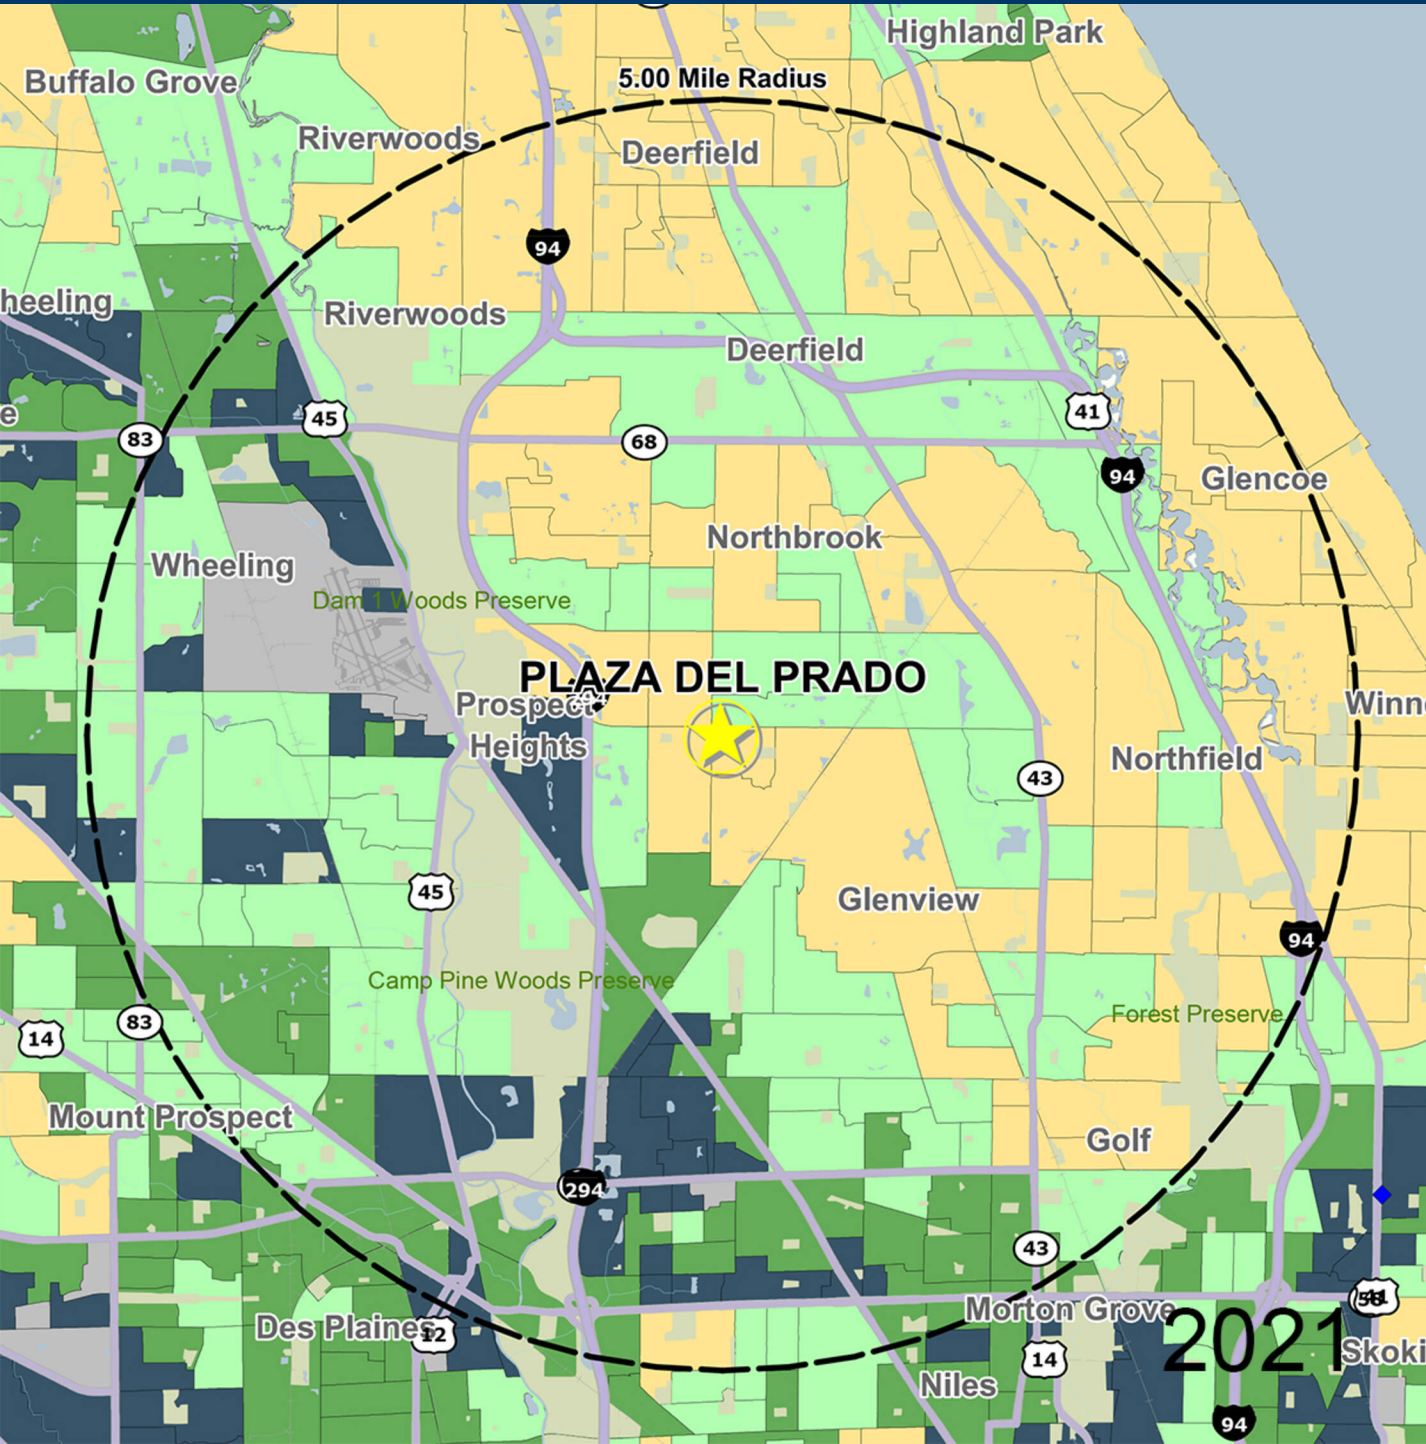 Highland Park
5.00 Mile Radius
Buffalo Grove
Riverwoods
Deerfield
94
heeling
Riverwoods
Deerfield
e
45
41
83
68
94
Glencoe
Northbrook
Wheeling
Dam 1 Woods Preserve
PLAZA DEL PRADO
Prospect
Heights
Winn
Northfield
43
45
Glenview
94
Camp Pine Woods Preserve
Forest Preserve
83
14
Mount Prospect
Golf
294
43
Morton Grove
Des Plaines
12
2021
Skoki
14
Niles
94